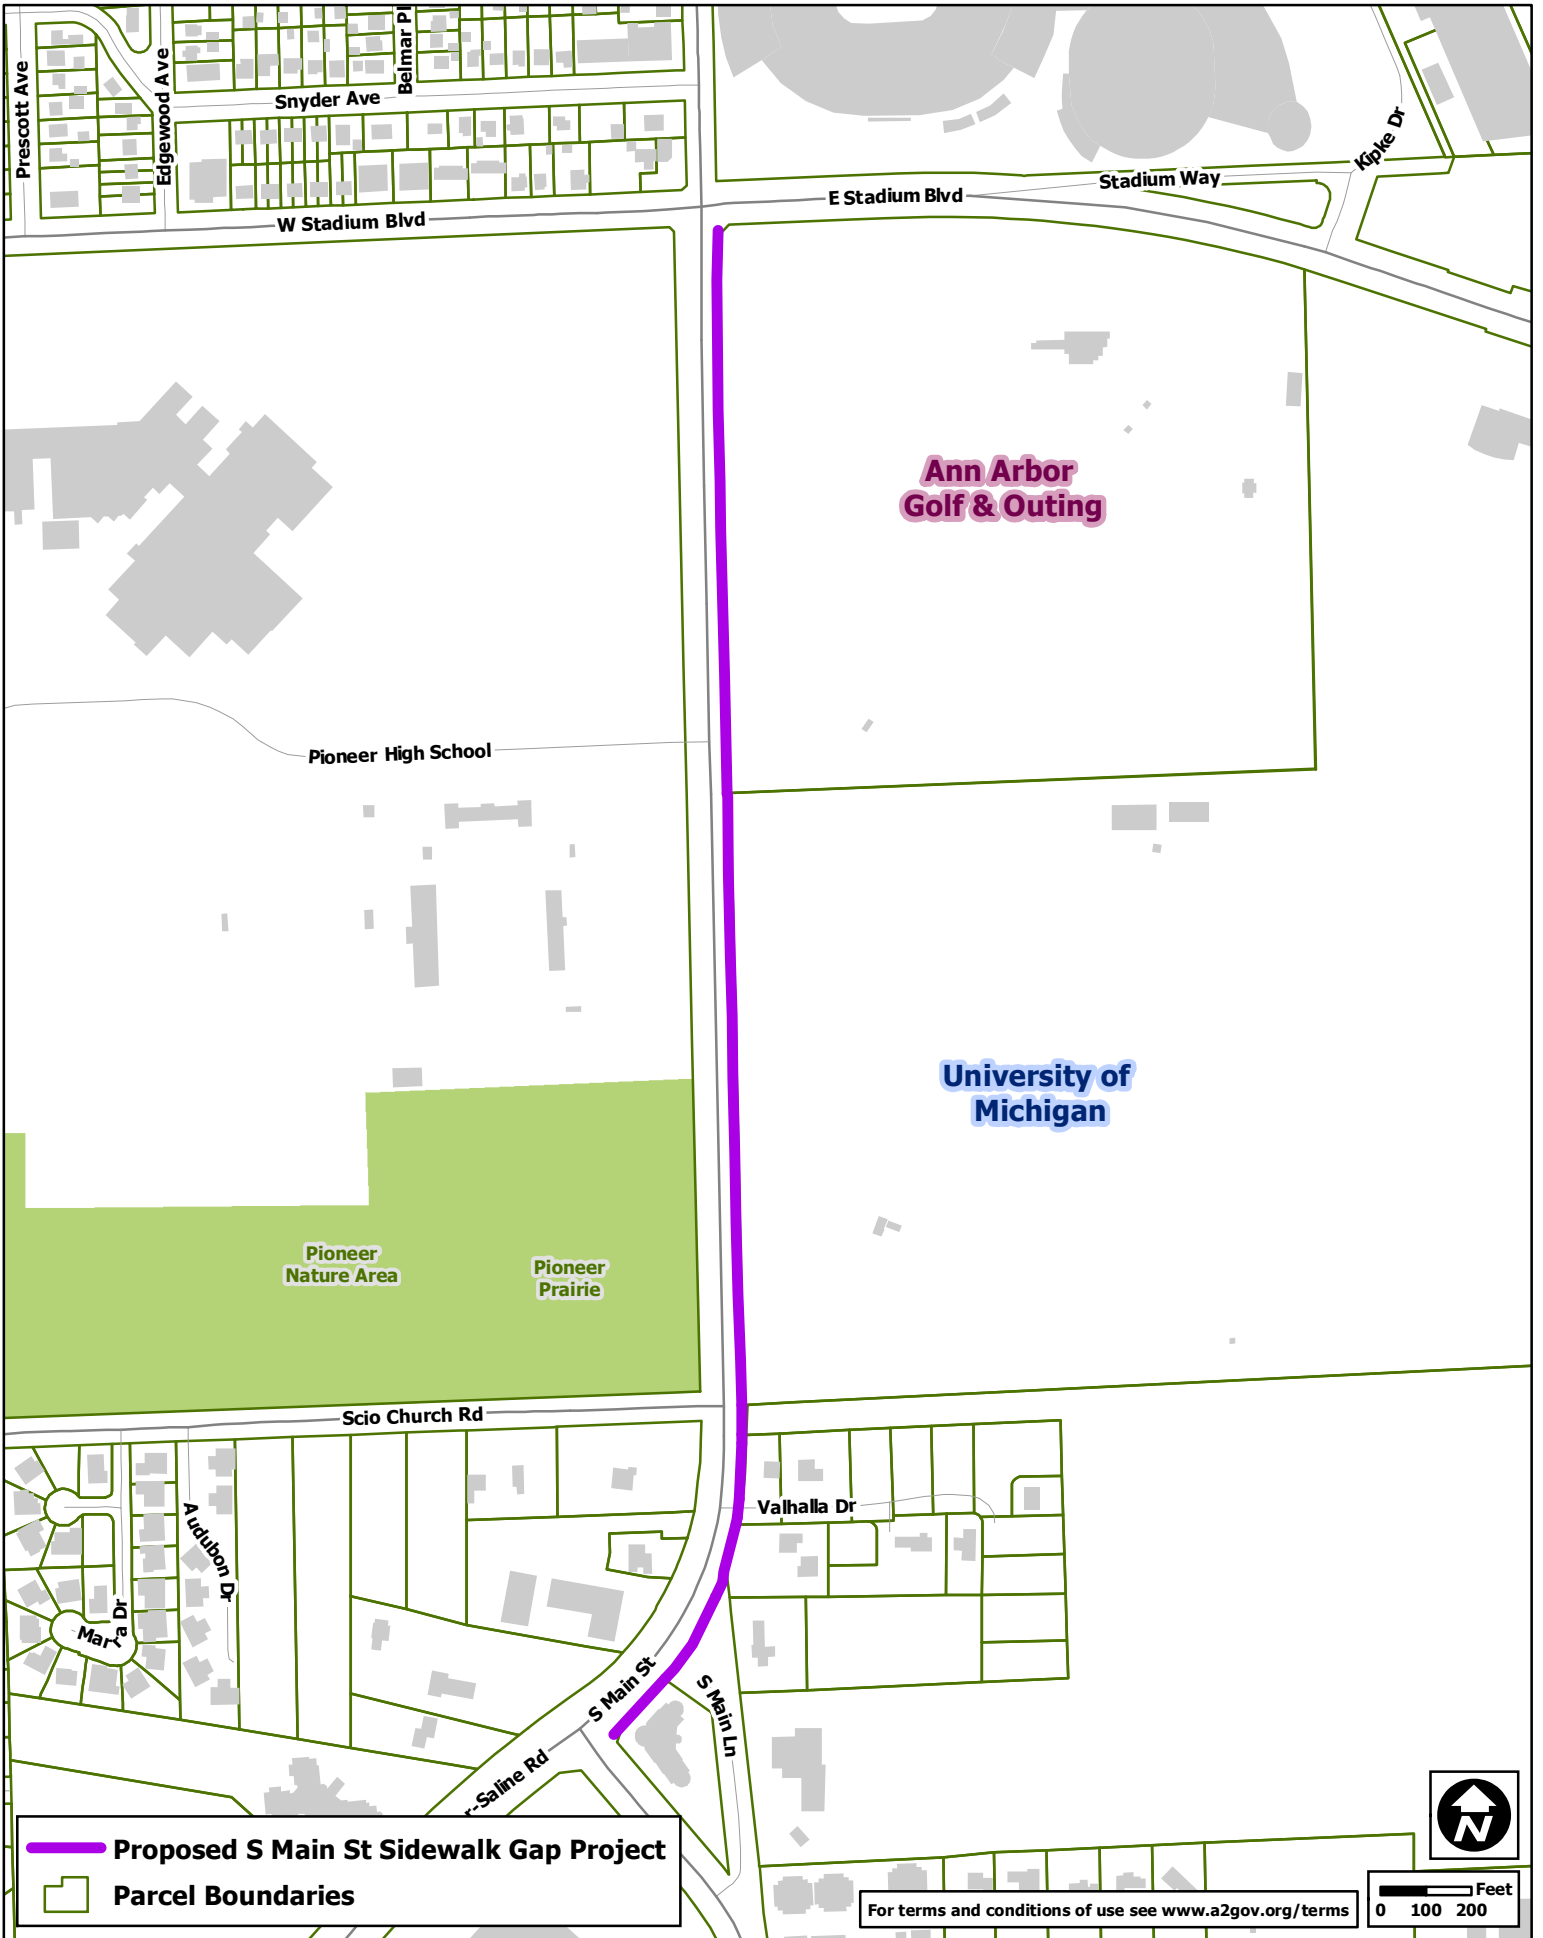 Prescott Ave
Edgewood Ave
Belmar Pl
Snyder Ave
W Stadium Blvd
E Stadium Blvd
Stadium Way
Kipke Dr
Ann Arbor
Golf & Outing
Pioneer High School
University of
Michigan
Pioneer
Nature Area
Pioneer
Prairie
Scio Church Rd
Valhalla Dr
Audubon Dr
a Dr
S Main St
S Main Ln
r-Saline Rd
Proposed S Main St Sidewalk Gap Project
Parcel Boundaries
For terms and conditions of use see www.a2gov.org/terms
N
Feet
0 100 200